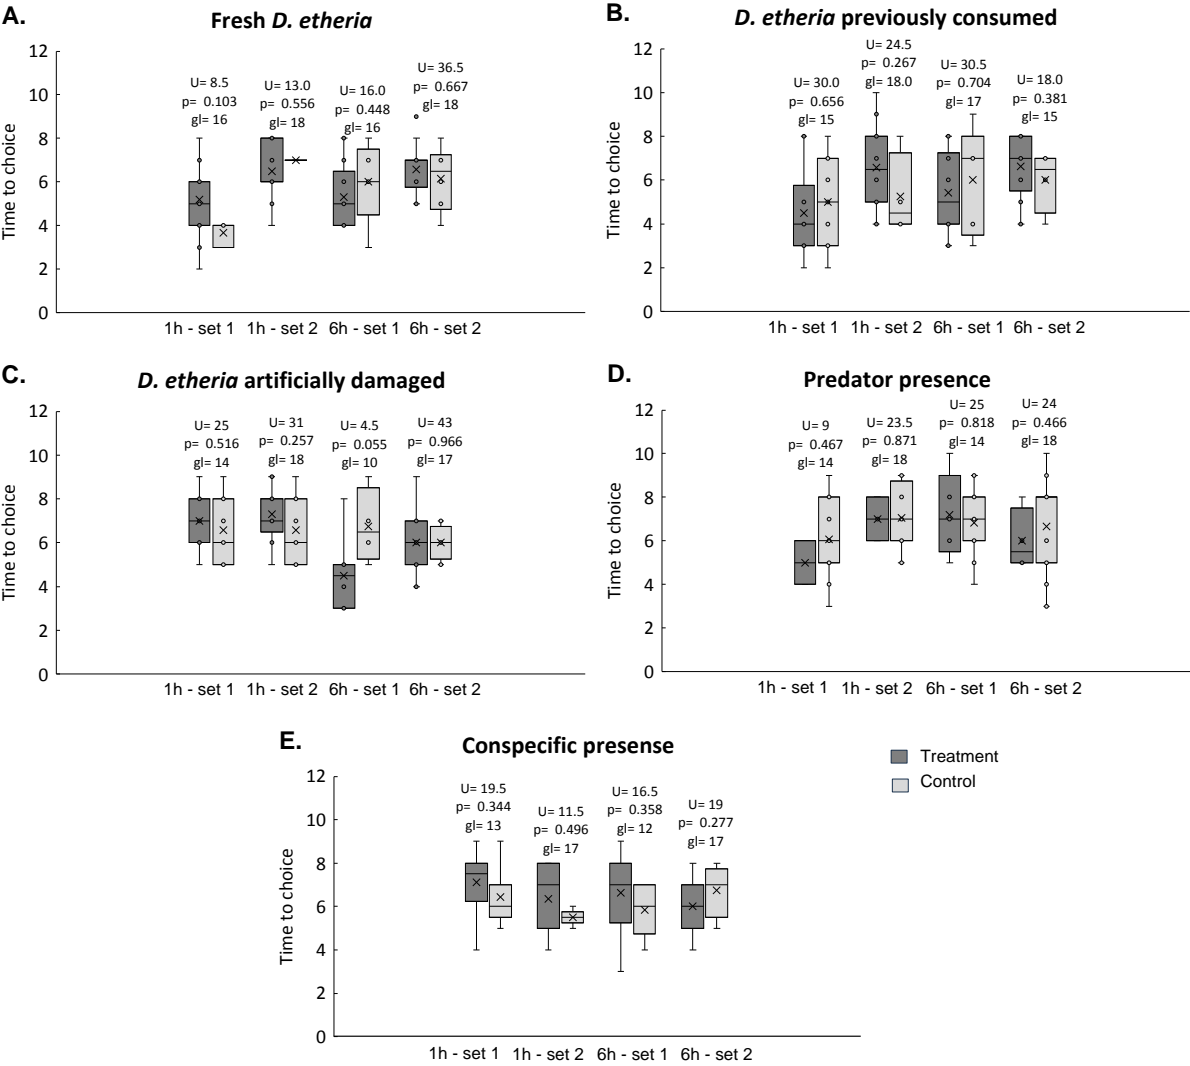 A.
Fresh D. etheria
Time to choice
12
10
8
6
4
2
0
U= 8.5
p= 0.103
gl= 16
U= 13.0
p= 0.556
gl= 18
U= 16.0
p= 0.448
gl= 16
U= 36.5
p= 0.667
gl= 18
1h - set 1
1h - set 2
6h - set 1
6h - set 2
B.
D. etheria previously consumed
Time to choice
12
10
8
6
4
2
0
U= 30.0
p= 0.656
gl= 15
U= 24.5
p= 0.267
gl= 18.0
U= 30.5
p= 0.704
gl= 17
U= 18.0
p= 0.381
gl= 15
1h - set 1
1h - set 2
6h - set 1
6h - set 2
C.
D. etheria artificially damaged
Time to choice
12
10
8
6
4
2
0
U= 25
p= 0.516
gl= 14
U= 31
p= 0.257
gl= 18
U= 4.5
p= 0.055
gl= 10
U= 43
p= 0.966
gl= 17
1h - set 1
1h - set 2
6h - set 1
6h - set 2
D.
Predator presence
Time to choice
12
10
8
6
4
2
0
U= 9
p= 0.467
gl= 14
U= 23.5
p= 0.871
gl= 18
U= 25
p= 0.818
gl= 14
U= 24
p= 0.466
gl= 18
1h - set 1
1h - set 2
6h - set 1
6h - set 2
E.
Conspecific presense
Time to choice
12
10
8
6
4
2
0
U= 19.5
p= 0.344
gl= 13
U= 11.5
p= 0.496
gl= 17
U= 16.5
p= 0.358
gl= 12
U= 19
p= 0.277
gl= 17
1h - set 1
1h - set 2
6h - set 1
6h - set 2
Treatment
Control